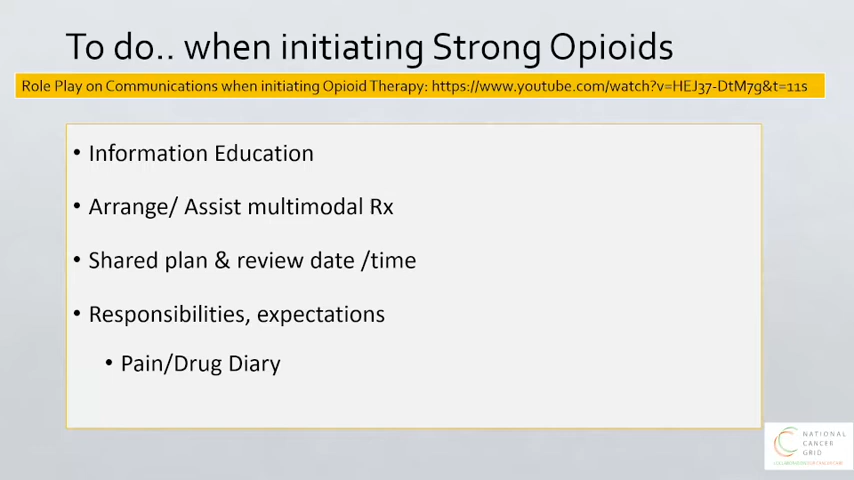 To do.. when initiating Strong Opioids
Role Play on Communications when initiating Opioid Therapy: https://www.youtube.com/watch?v=HEJ37-DtM7g&t=11s
• Information Education
• Arrange/ Assist multimodal Rx
• Shared plan & review date /time
• Responsibilities, expectations
• Pain/Drug Diary
NATIONAL
CANCER
GRID